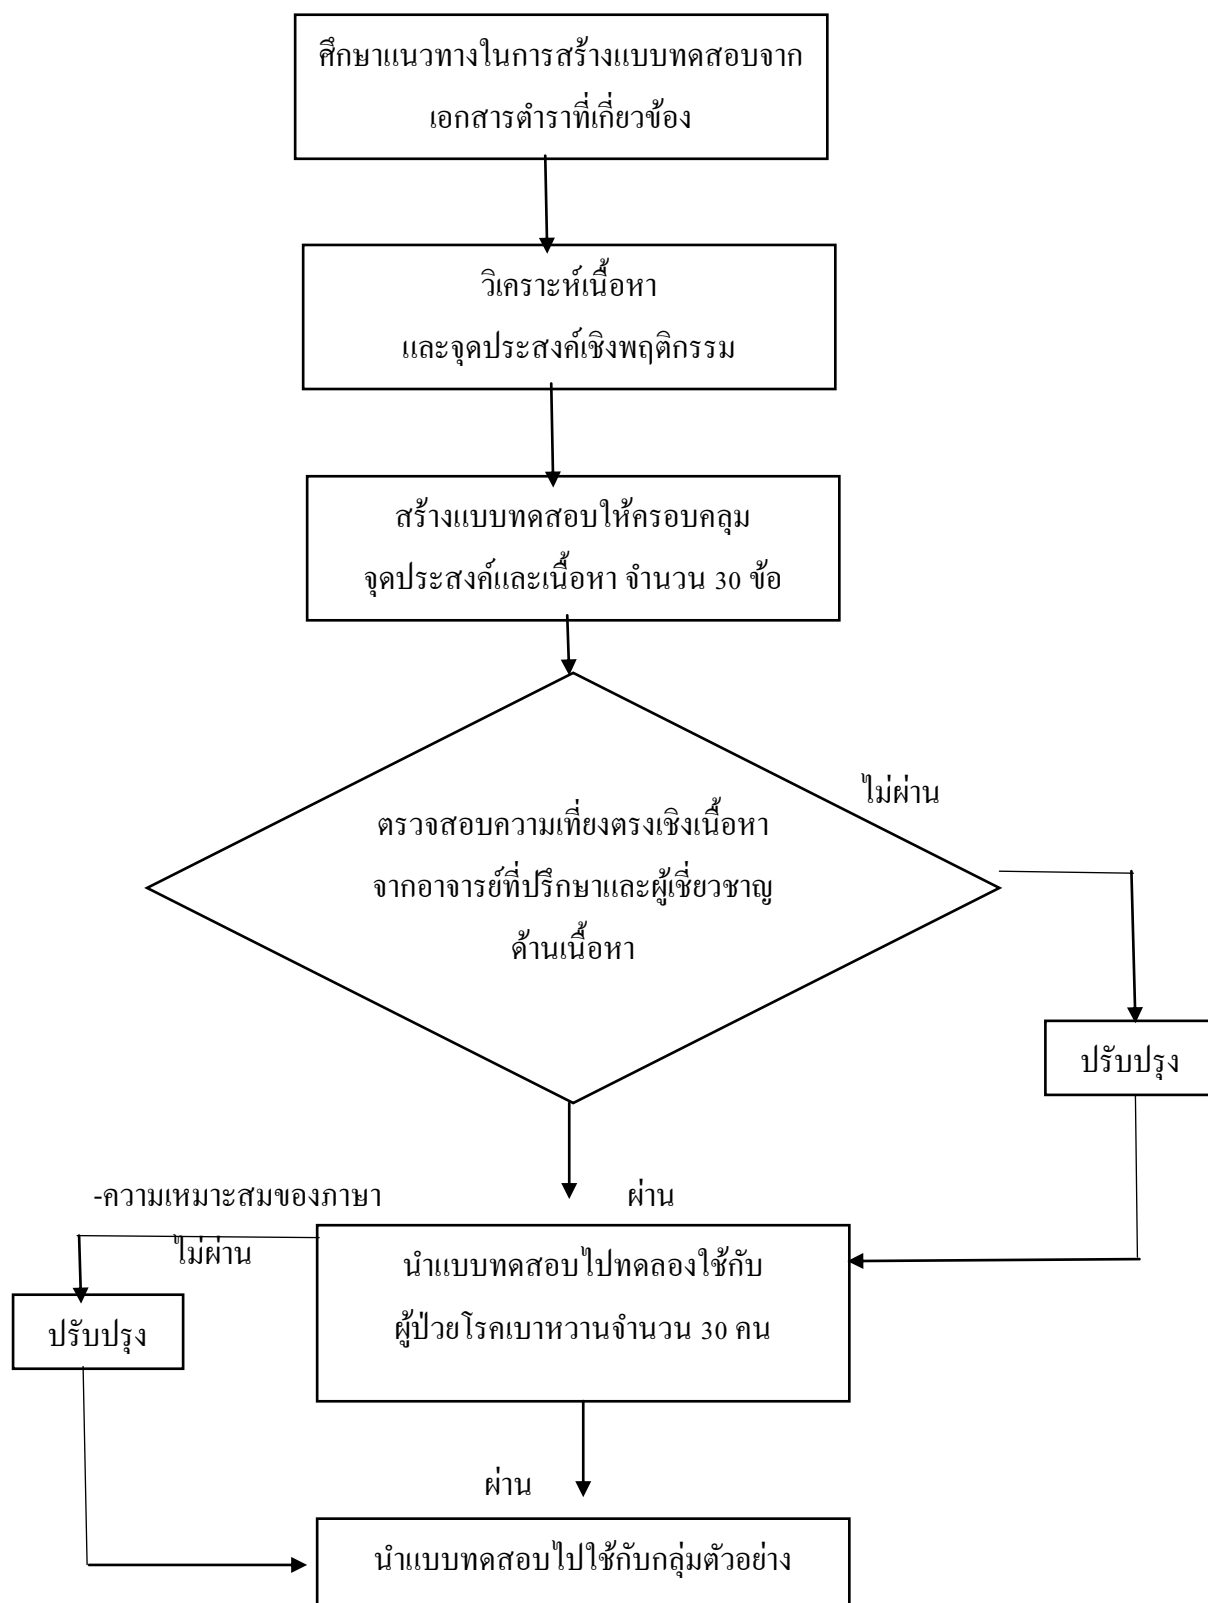 ศึกษาแนวทางในการสร้างแบบทดสอบจาก
เอกสารตำราที่เกี่ยวข้อง
วิเคราะห์เนื้อหา
และจุดประสงค์เชิงพฤติกรรม
สร้างแบบทดสอบให้ครอบคลุม
จุดประสงค์และเนื้อหา จำนวน 30 ข้อ
ไม่ผ่าน
ตรวจสอบความเที่ยงตรงเชิงเนื้อหา
จากอาจารย์ที่ปรึกษาและผู้เชี่ยวชาญ
ด้านเนื้อหา
ปรับปรุง
-ความเหมาะสมของภาษา
ผ่าน
ไม่ผ่าน
นำแบบทดสอบไปทดลองใช้กับ
ผู้ป่วยโรคเบาหวานจำนวน 30 คน
ปรับปรุง
ผ่าน
นำแบบทดสอบไปใช้กับกลุ่มตัวอย่าง